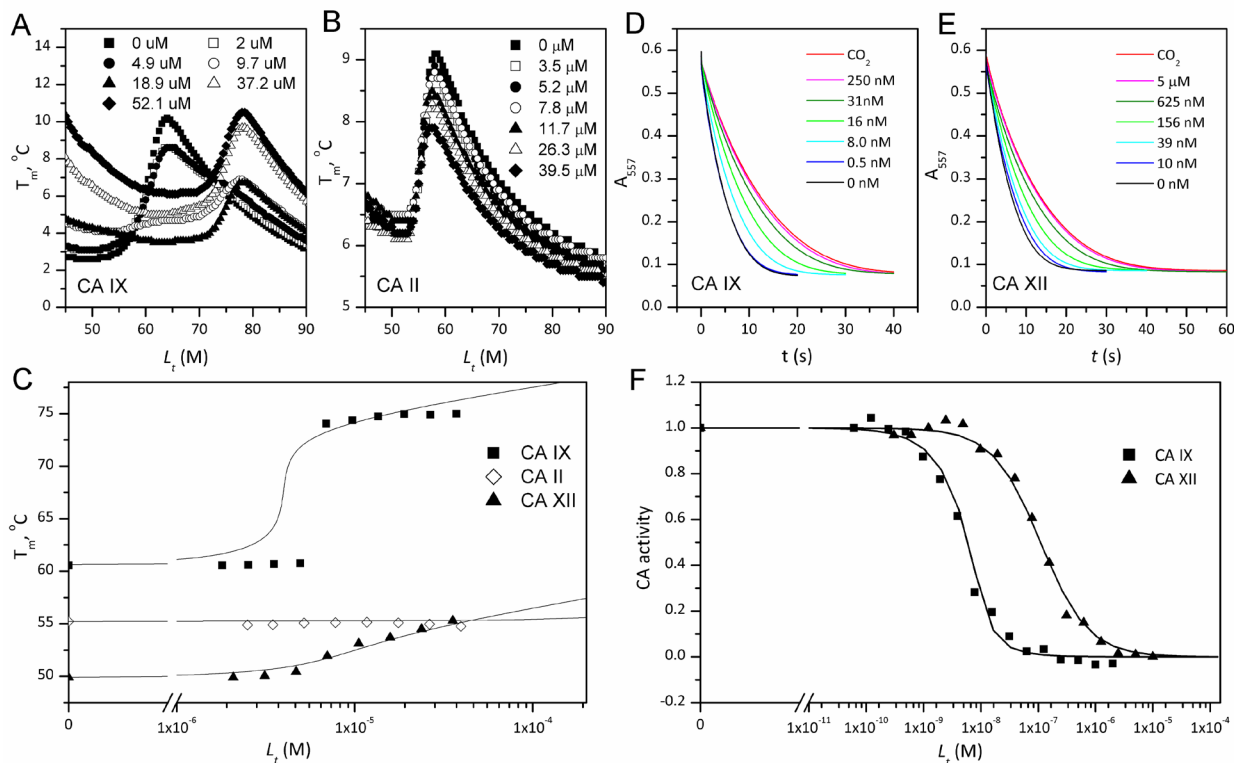 A
0 uM
2 uM
4.9 uM
9.7 uM
18.9 uM
37.2 uM
52.1 uM
T_m, °C
14
12
10
8
6
4
2
0
CA IX
50
60
70
80
90
L_t (M)
B
0 μM
3.5 μM
5.2 μM
7.8 μM
11.7 μM
26.3 μM
39.5 μM
T_m, °C
9
8
7
6
5
CA II
50
60
70
80
90
L_t (M)
D
CO₂
250 nM
31nM
16 nM
8.0 nM
0.5 nM
0 nM
A₅₅₇
0.6
0.5
0.4
0.3
0.2
0.1
0.0
CA IX
0
10
20
30
40
t (s)
E
CO₂
5 μM
625 nM
156 nM
39 nM
10 nM
0 nM
A₅₅₇
0.6
0.5
0.4
0.3
0.2
0.1
0.0
CA XII
0
10
20
30
40
50
60
t (s)
C
CA IX
CA II
CA XII
T_m, °C
75
70
65
60
55
50
0
1x10⁻⁶
1x10⁻⁵
1x10⁻⁴
L_t (M)
F
CA IX
CA XII
CA activity
1.2
1.0
0.8
0.6
0.4
0.2
0.0
-0.2
0
1x10⁻¹¹
1x10⁻¹⁰
1x10⁻⁹
1x10⁻⁸
1x10⁻⁷
1x10⁻⁶
1x10⁻⁵
1x10⁻⁴
L_t (M)